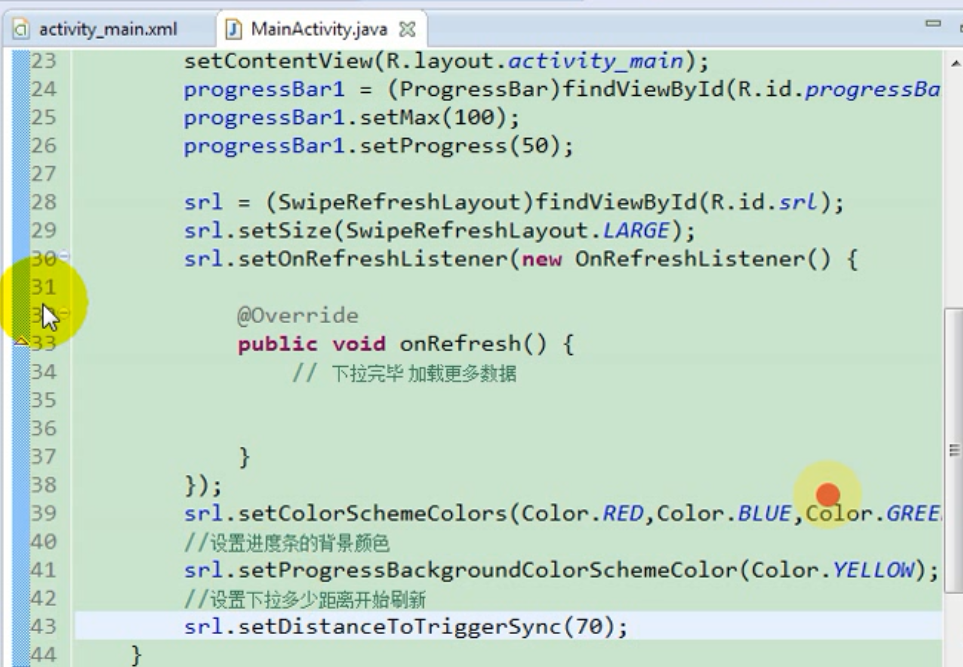 activity_main.xml
MainActivity.java
23 setContentView(R.layout.activity_main);
24 progressBar1 = (ProgressBar)findViewById(R.id.progressBa
25 progressBar1.setMax(100);
26 progressBar1.setProgress(50);
27
28 srl = (SwipeRefreshLayout)findViewById(R.id.srl);
29 srl.setSize(SwipeRefreshLayout.LARGE);
30 srl.setOnRefreshListener(new OnRefreshListener() {
31
@Override
33 public void onRefresh() {
34 // 下拉完毕 加载更多数据
35
36
37 }
38 });
39 srl.setColorSchemeColors(Color.RED,Color.BLUE,Color.GREE
40 //设置进度条的背景颜色
41 srl.setProgressBackgroundColorSchemeColor(Color.YELLOW);
42 //设置下拉多少距离开始刷新
43 srl.setDistanceToTriggerSync(70);
44 }